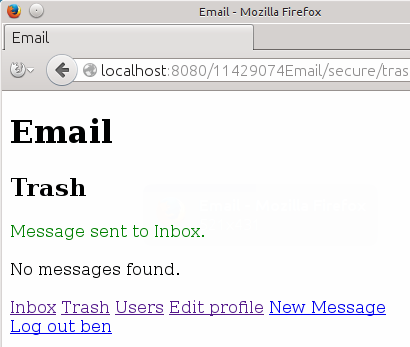 Email - Mozilla Firefox
Email
localhost:8080/11429074Email/secure/tras
Email
Trash
Message sent to Inbox.
No messages found.
Inbox Trash Users Edit profile New Message
Log out ben